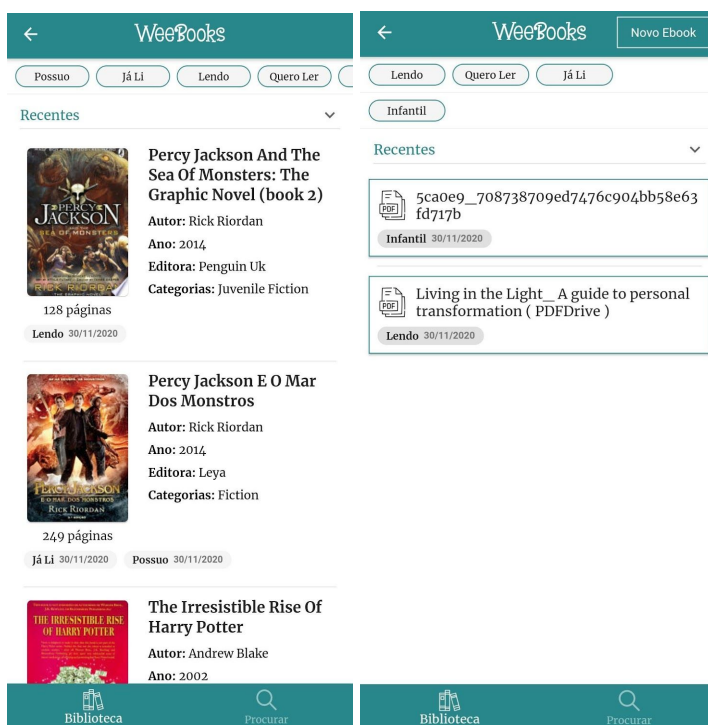 WeeBooks
Possuo
Já Li
Lendo
Quero Ler
Recentes
PERCY JACKSON
SEA OF MONSTERS
RICK RIORDAN
Percy Jackson And The
Sea Of Monsters: The
Graphic Novel (book 2)
Autor: Rick Riordan
Ano: 2014
Editora: Penguin Uk
Categorias: Juvenile Fiction
128 páginas
Lendo 30/11/2020
PERCY JACKSON
E O MAR DOS MONSTROS
RICK RIORDAN
Percy Jackson E O Mar
Dos Monstros
Autor: Rick Riordan
Ano: 2014
Editora: Leya
Categorias: Fiction
249 páginas
Já Li 30/11/2020
Possuo 30/11/2020
THE IRRESISTIBLE RISE
OF HARRY POTTER
The Irresistible Rise Of
Harry Potter
Autor: Andrew Blake
Ano: 2002
Biblioteca
Procurar
WeeBooks
Novo Ebook
Lendo
Quero Ler
Já Li
Infantil
Recentes
PDF
5ca0e9_708738709ed7476c904bb58e63
fd717b
Infantil 30/11/2020
PDF
Living in the Light_ A guide to personal
transformation ( PDFDrive )
Lendo 30/11/2020
Biblioteca
Procurar